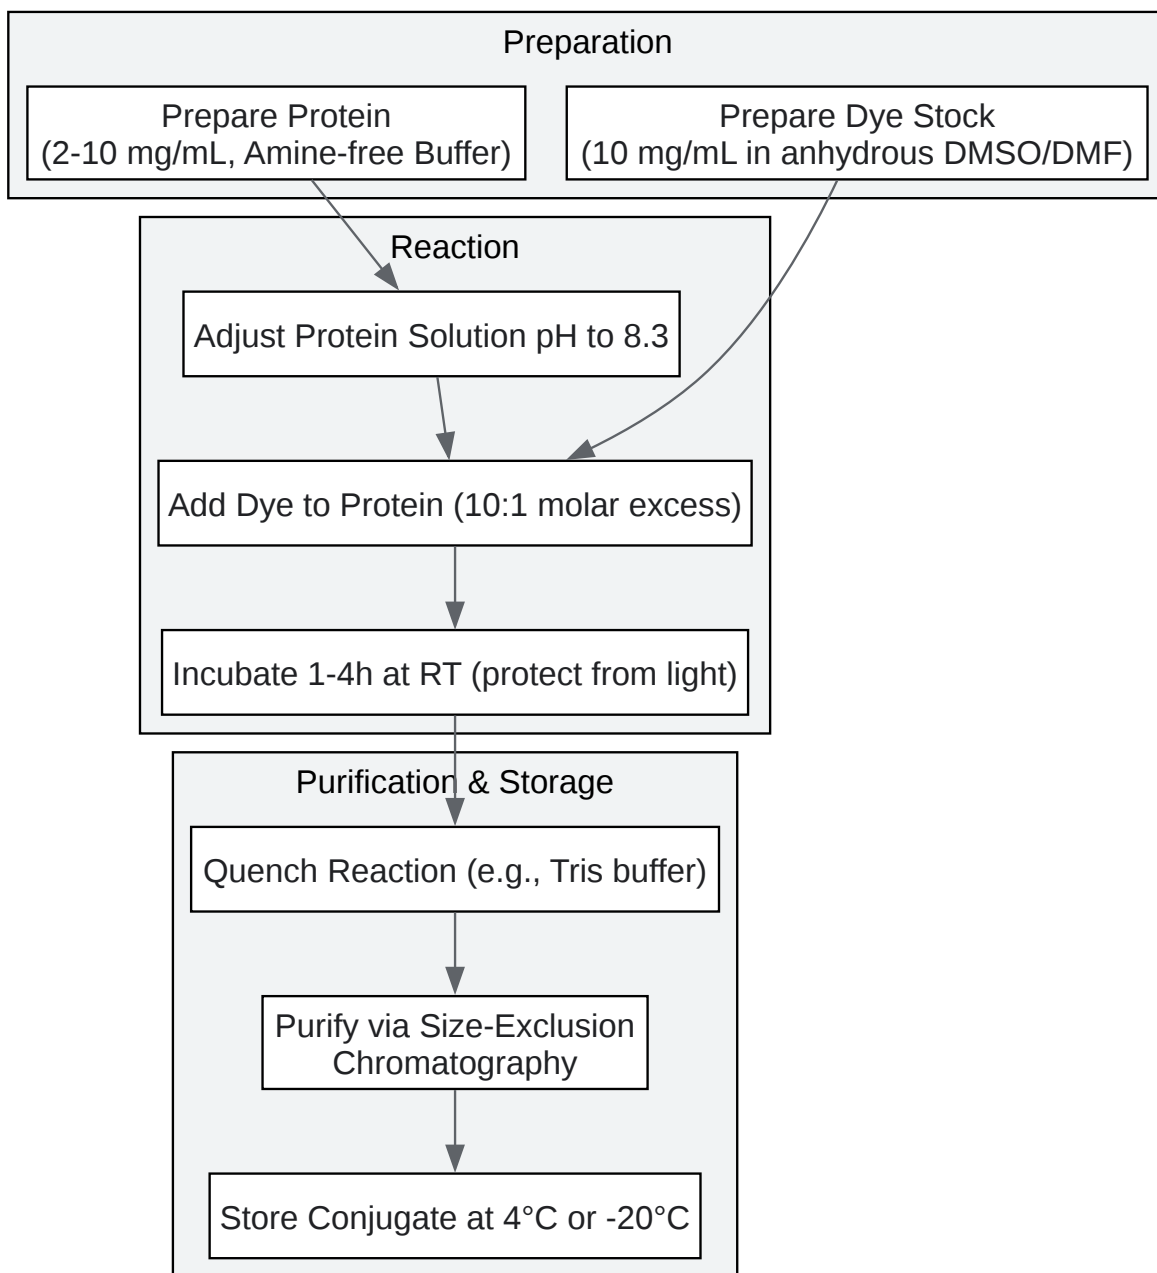 Preparation
Prepare Protein
(2-10 mg/mL, Amine-free Buffer)
Prepare Dye Stock
(10 mg/mL in anhydrous DMSO/DMF)
Reaction
Adjust Protein Solution pH to 8.3
Add Dye to Protein (10:1 molar excess)
Incubate 1-4h at RT (protect from light)
Purification & Storage
Quench Reaction (e.g., Tris buffer)
Purify via Size-Exclusion
Chromatography
Store Conjugate at 4°C or -20°C